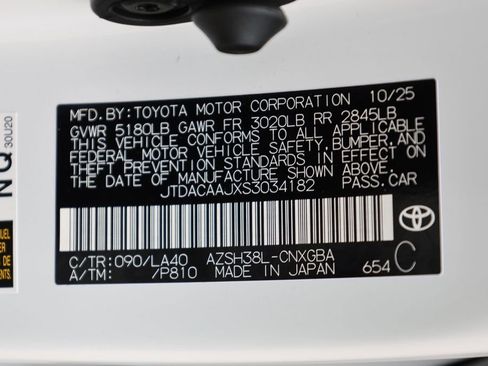 MFD. BY: TOYOTA MOTOR CORPORATION 10/25
GVWR 5180LB GAWR FR 3020LB RR 2845LB
THIS VEHICLE CONFORMS TO ALL APPLICABLE
FEDERAL MOTOR VEHICLE SAFETY, BUMPER, AND
THEFT PREVENTION STANDARDS IN EFFECT ON
THE DATE OF MANUFACTURE SHOWN ABOVE.
JTDACAAJXS3034182 PASS.CAR
C/TR: 090/LA40 AZSH38L-CNXGBA
A/TM: /P810 MADE IN JAPAN 654 C
NQ
30U20